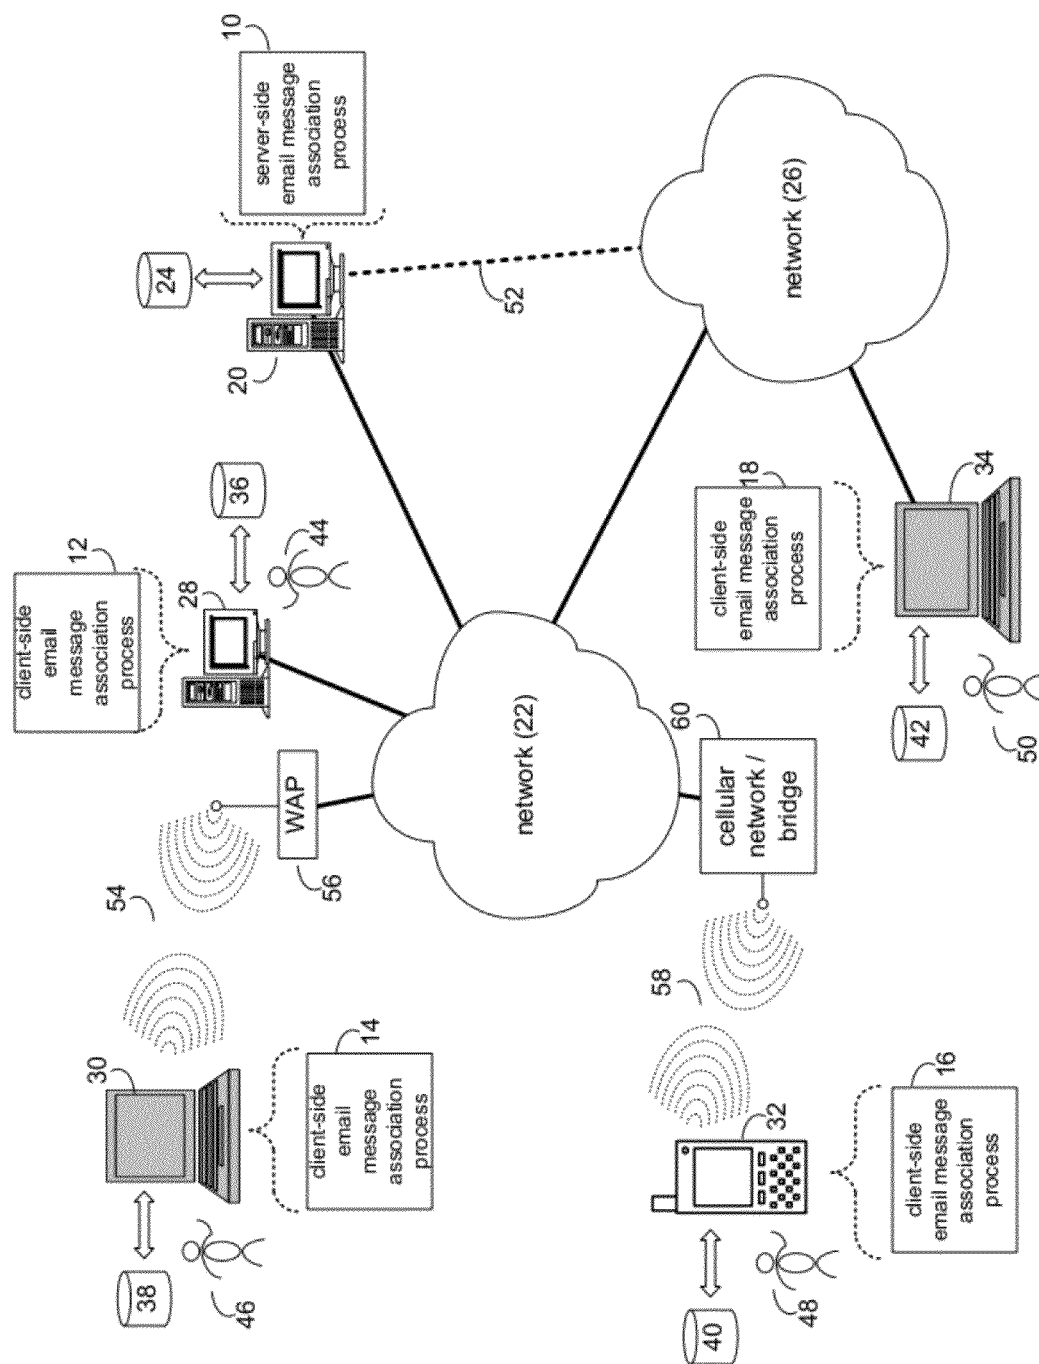 10
server-side
email message
association
process
24
20
52
network (26)
36
44
12
client-side
email
message
association
process
28
18
client-side
email message
association
process
34
42
50
network (22)
WAP
56
54
60
cellular
network /
bridge
58
30
14
client-side
email
message
association
process
38
46
32
16
client-side
email message
association
process
40
48